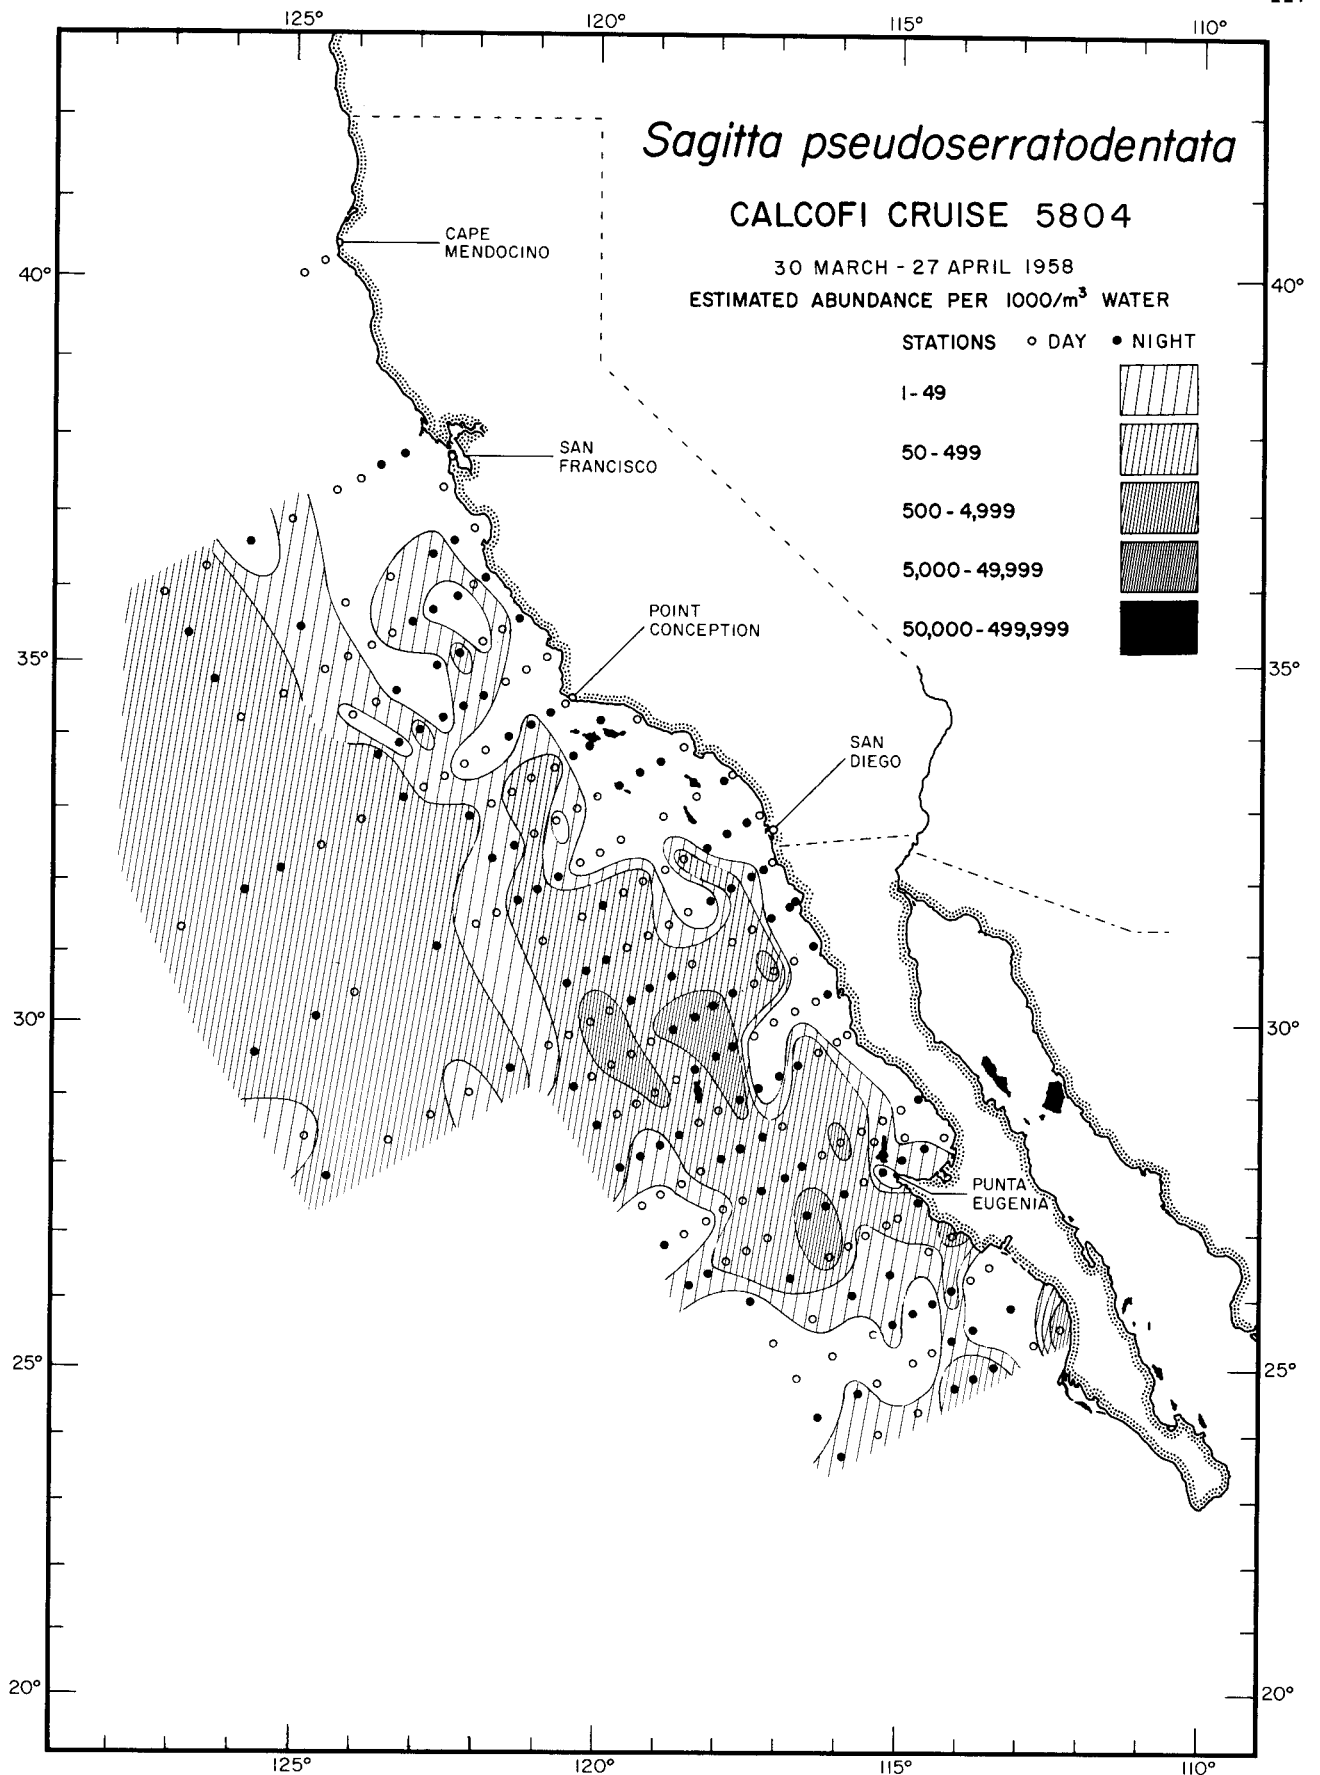 125° 120° 115° 110°
Sagitta pseudoserratodentata
CALCOFI CRUISE 5804
30 MARCH - 27 APRIL 1958
ESTIMATED ABUNDANCE PER 1000/m³ WATER
STATIONS ○ DAY ● NIGHT
1 - 49
50 - 499
500 - 4,999
5,000 - 49,999
50,000 - 499,999
CAPE
MENDOCINO
40° 40°
SAN
FRANCISCO
POINT
CONCEPTION
35° 35°
SAN
DIEGO
30° 30°
PUNTA
EUGENIA
25° 25°
20° 20°
125° 120° 115° 110°